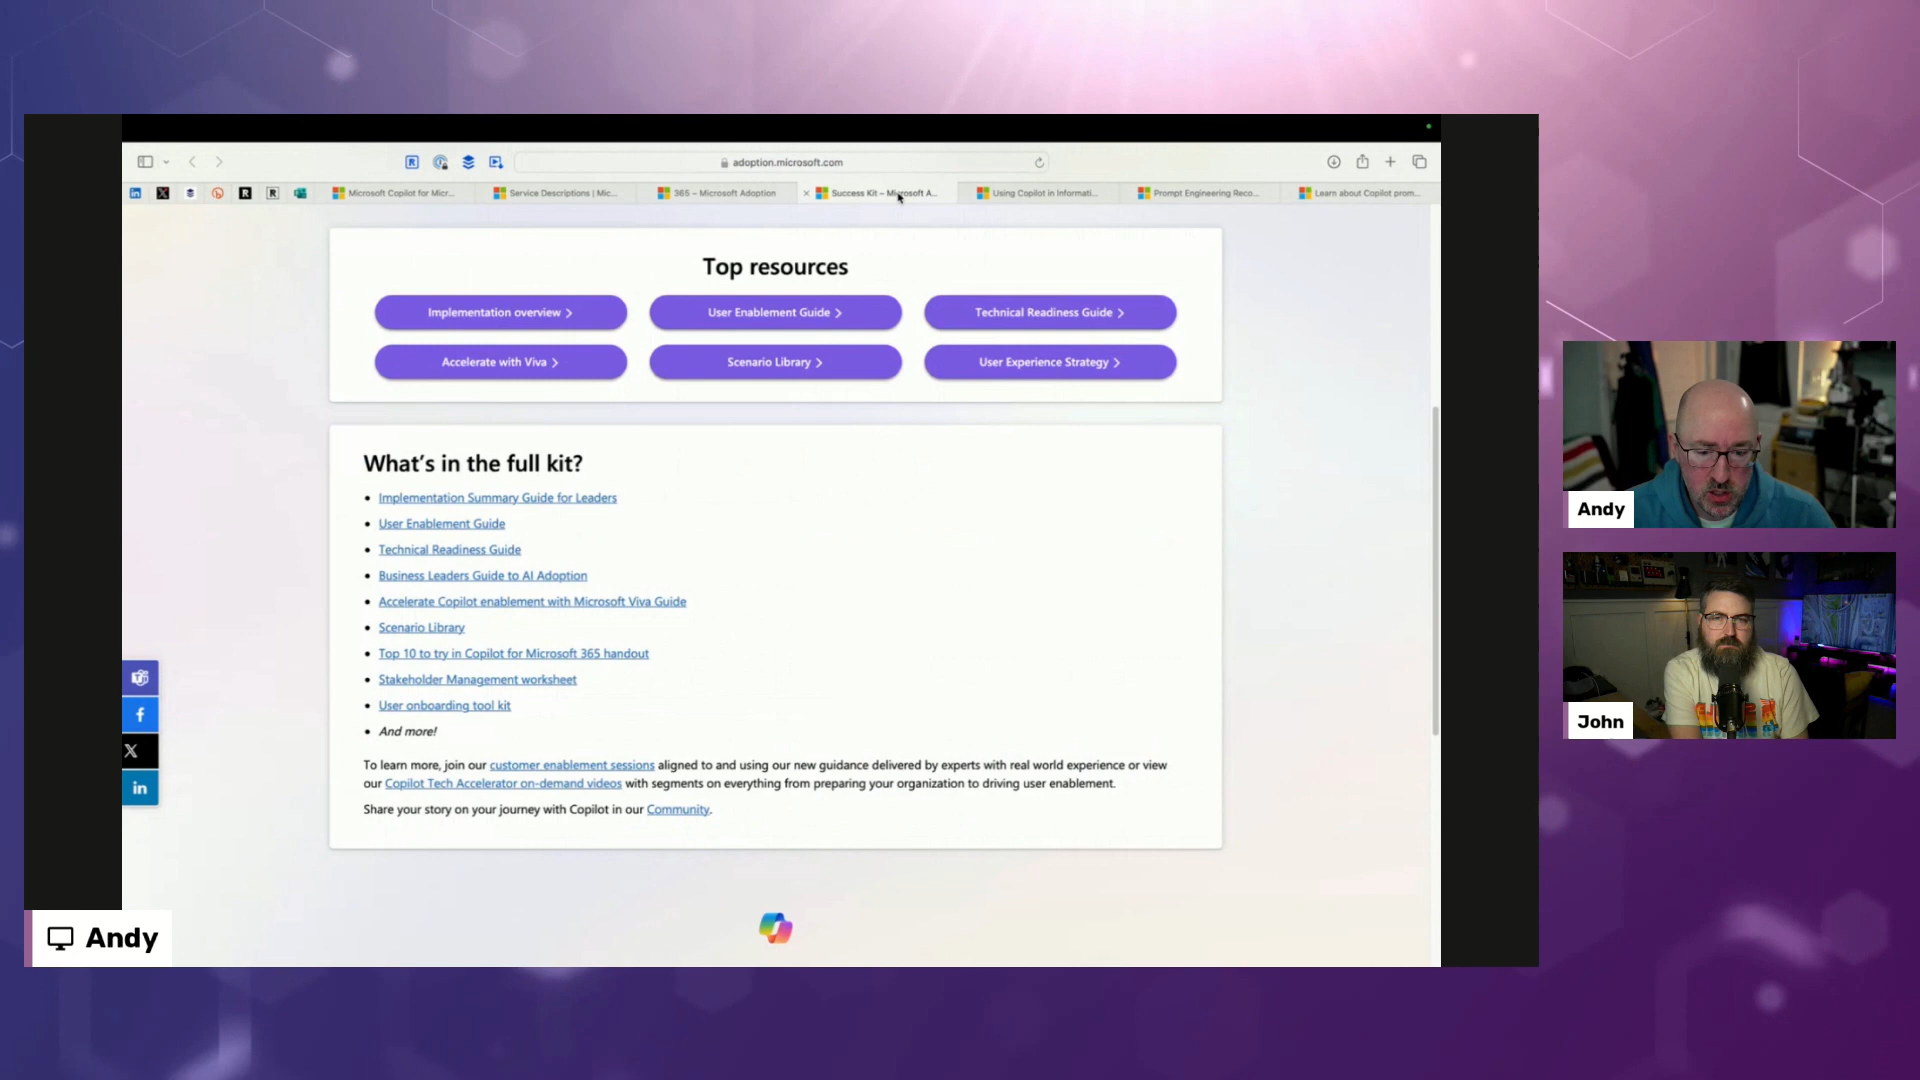 adoption.microsoft.com
Microsoft Copilot for Micr...
Service Descriptions | Mic...
365 – Microsoft Adoption
Success Kit – Microsoft A...
Using Copilot in Informati...
Prompt Engineering Reco...
Learn about Copilot prom...
Top resources
Implementation overview >
User Enablement Guide >
Technical Readiness Guide >
Accelerate with Viva >
Scenario Library >
User Experience Strategy >
What's in the full kit?
• Implementation Summary Guide for Leaders
• User Enablement Guide
• Technical Readiness Guide
• Business Leaders Guide to AI Adoption
• Accelerate Copilot enablement with Microsoft Viva Guide
• Scenario Library
• Top 10 to try in Copilot for Microsoft 365 handout
• Stakeholder Management worksheet
• User onboarding tool kit
• And more!
To learn more, join our customer enablement sessions aligned to and using our new guidance delivered by experts with real world experience or view
our Copilot Tech Accelerator on-demand videos with segments on everything from preparing your organization to driving user enablement.
Share your story on your journey with Copilot in our Community.
Andy
Andy
John